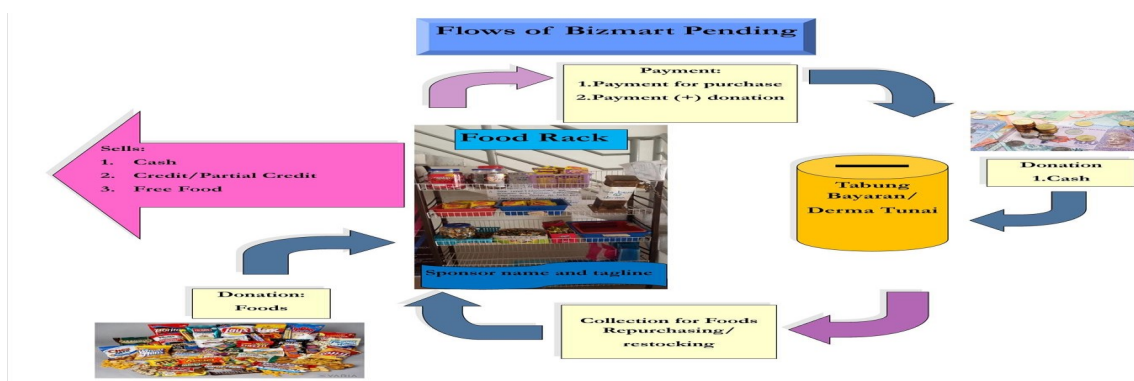 Flows of Bizmart Pending
Payment:
1.Payment for purchase
2.Payment (+) donation
Food Rack
Sells:
1. Cash
2. Credit/Partial Credit
3. Free Food
Donation
1.Cash
Tabung
Bayaran/
Derma Tunai
Sponsor name and tagline
Donation:
Foods
Collection for Foods
Repurchasing/
restocking